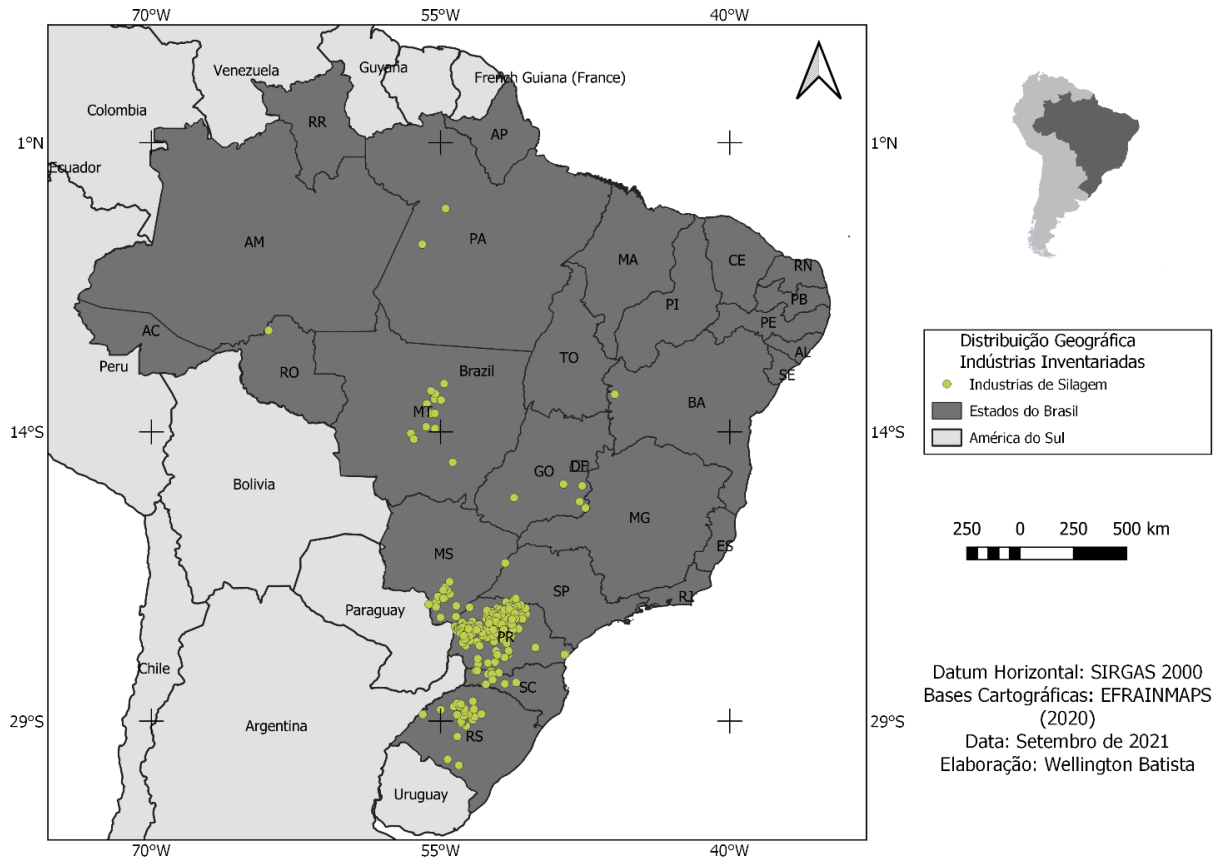 70°W
55°W
40°W
Venezuela
Guyana
French Guiana (France)
Colombia
RR
AP
1°N
1°N
Ecuador
AM
PA
MA
CE
RN
PI
PB
PE
AC
AL
Peru
RO
TO
SE
Brazil
BA
MT
14°S
14°S
GO
DF
Bolivia
MG
MS
ES
SP
RJ
Paraguay
PR
Chile
SC
29°S
29°S
Argentina
RS
Uruguay
70°W
55°W
40°W
Distribuição Geográfica
Indústrias Inventariadas
Industrias de Silagem
Estados do Brasil
América do Sul
250 0 250 500 km
Datum Horizontal: SIRGAS 2000
Bases Cartográficas: EFRAINMAPS
(2020)
Data: Setembro de 2021
Elaboração: Wellington Batista